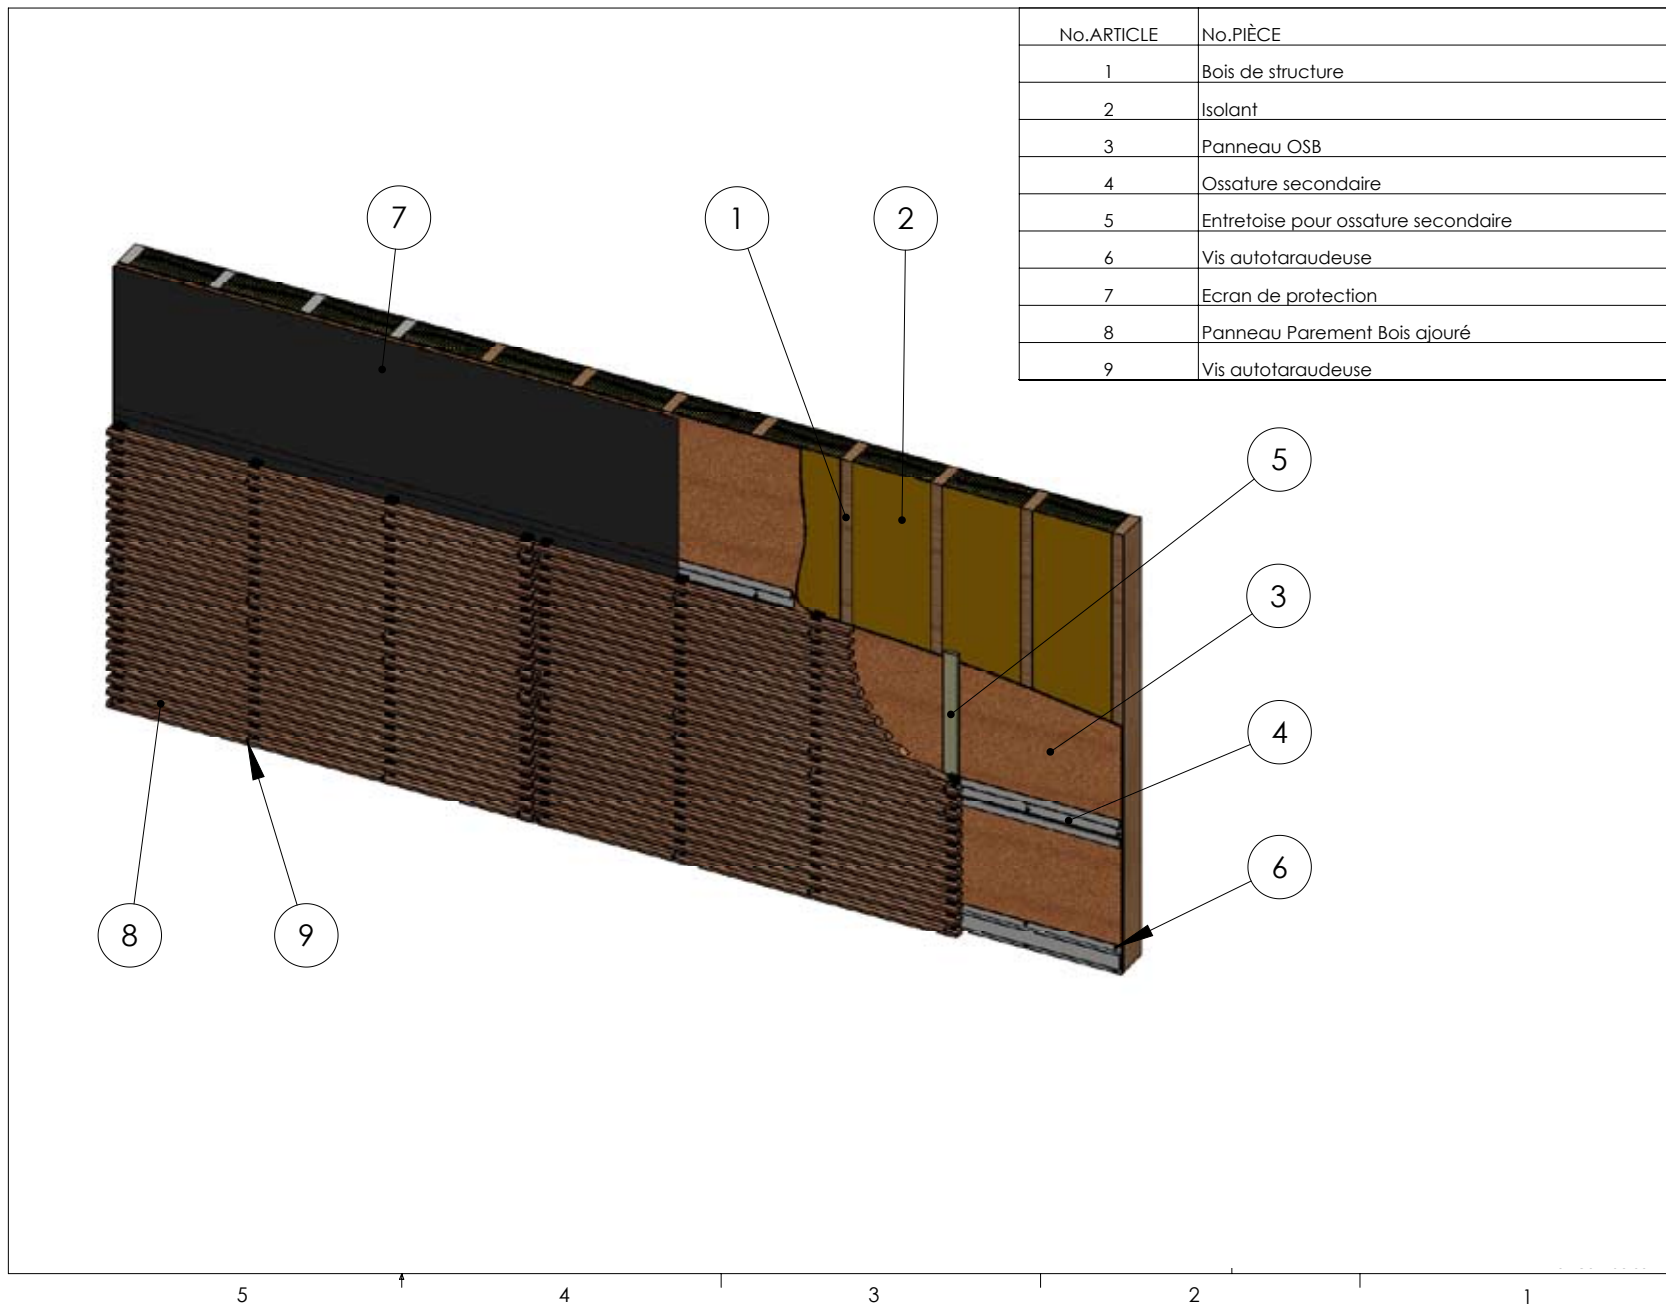 No.ARTICLE No.PIÈCE
1 Bois de structure
2 Isolant
3 Panneau OSB
4 Ossature secondaire
5 Entretoise pour ossature secondaire
6 Vis autotaraudeuse
7 Ecran de protection
8 Panneau Parement Bois ajouré
9 Vis autotaraudeuse
7 1 2
5
3
4
6
8 9
5 4 3 2 1